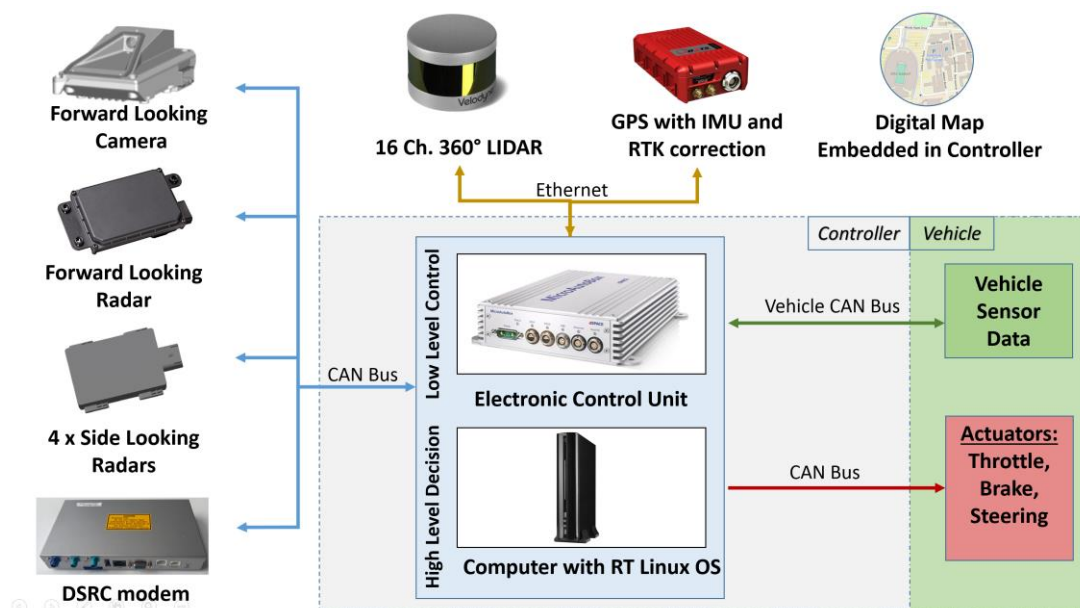 Forward Looking
Camera
Forward Looking
Radar
4 x Side Looking
Radars
DSRC modem
Velodyne
16 Ch. 360° LIDAR
GPS with IMU and
RTK correction
Digital Map
Embedded in Controller
Ethernet
CAN Bus
Controller
Vehicle
Low Level Control
MicroAutoBox
Electronic Control Unit
High Level Decision
Computer with RT Linux OS
Vehicle CAN Bus
Vehicle
Sensor
Data
CAN Bus
Actuators:
Throttle,
Brake,
Steering